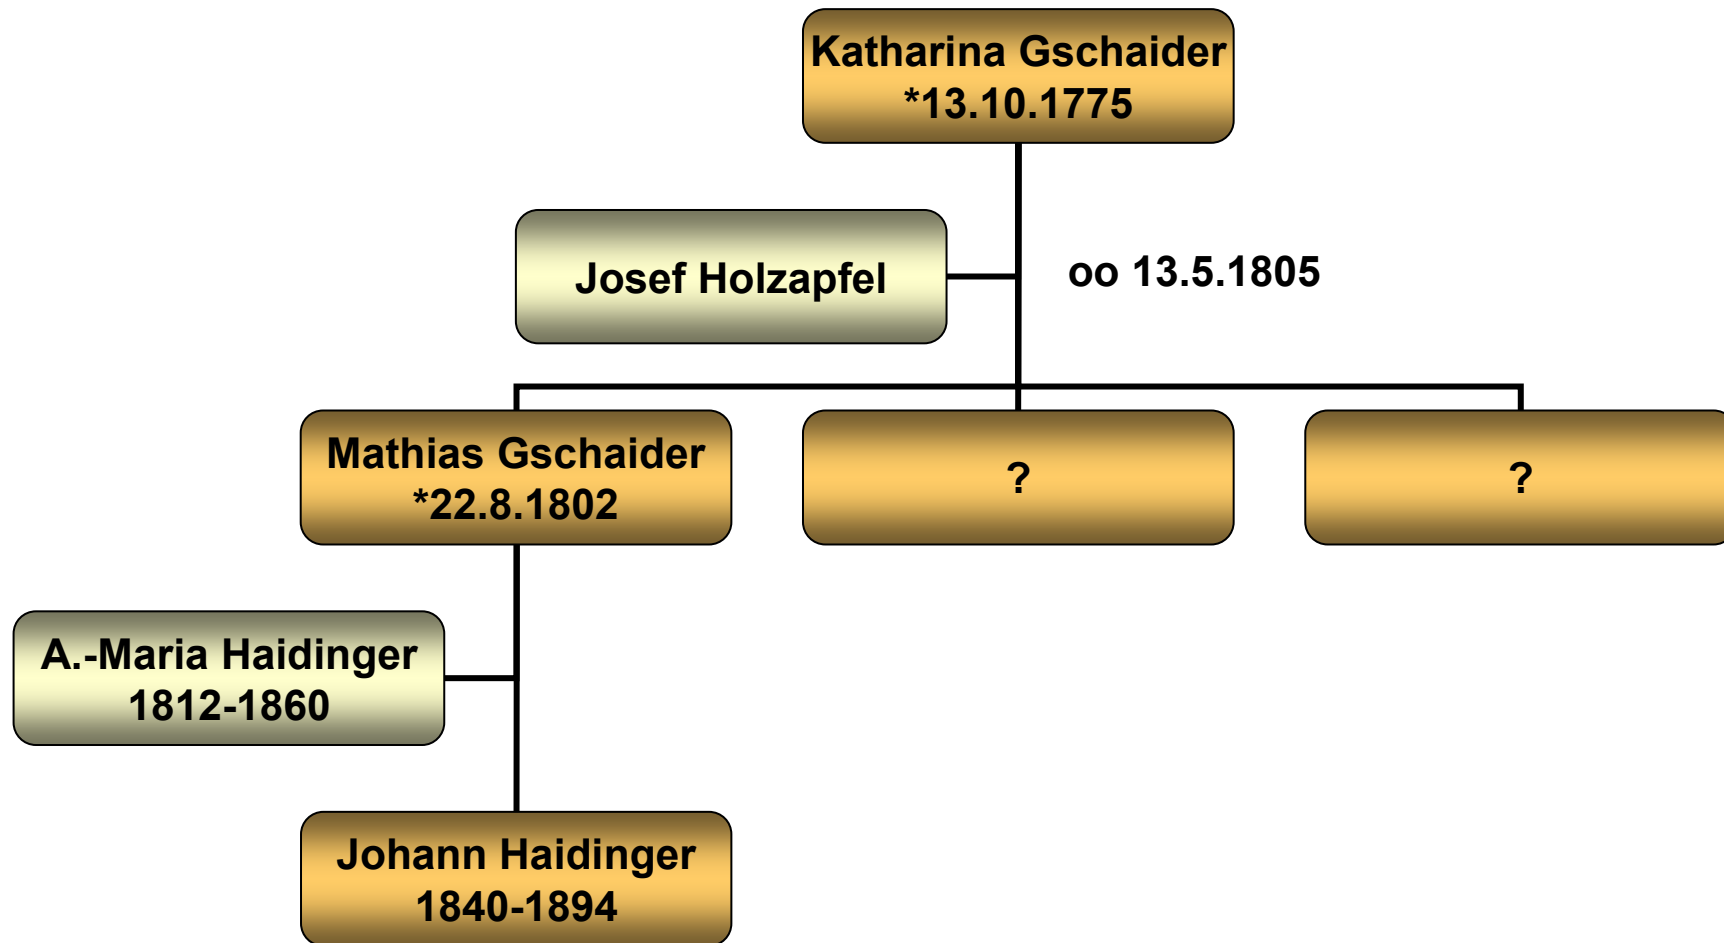 Katharina Gschaider
*13.10.1775
Josef Holzapfel
oo 13.5.1805
Mathias Gschaider
*22.8.1802
?
?
A.-Maria Haidinger
1812-1860
Johann Haidinger
1840-1894